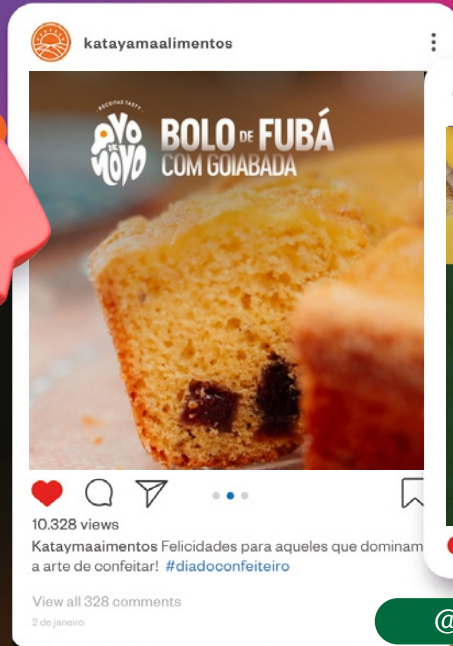 katayamaalimentos
RECEITAS TASTY
OVO
DE
NOVO
BOLO DE FUBÁ
COM GOIABADA
10.328 views
Kataymaaimentos Felicidades para aqueles que dominam
a arte de confeitar! #diadoconfeiteiro
View all 328 comments
2 de janeiro
@